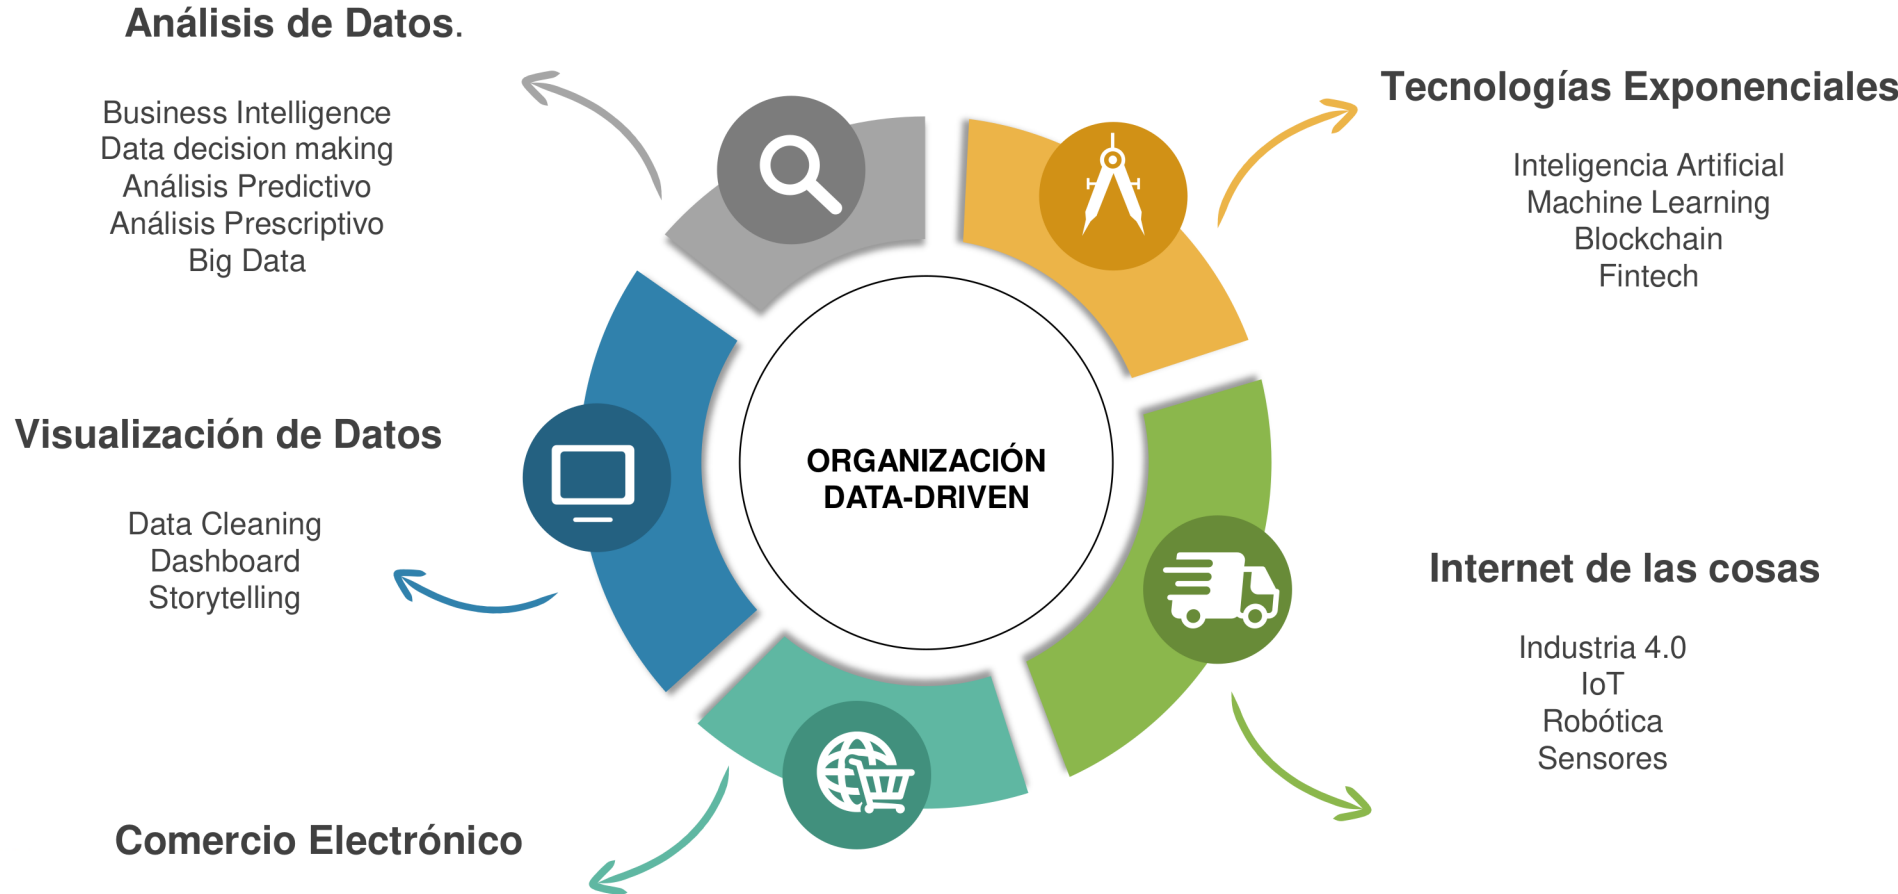 Análisis de Datos.
Business Intelligence
Data decision making
Análisis Predictivo
Análisis Prescriptivo
Big Data
Tecnologías Exponenciales
Inteligencia Artificial
Machine Learning
Blockchain
Fintech
Visualización de Datos
Data Cleaning
Dashboard
Storytelling
ORGANIZACIÓN
DATA-DRIVEN
Internet de las cosas
Industria 4.0
IoT
Robótica
Sensores
Comercio Electrónico